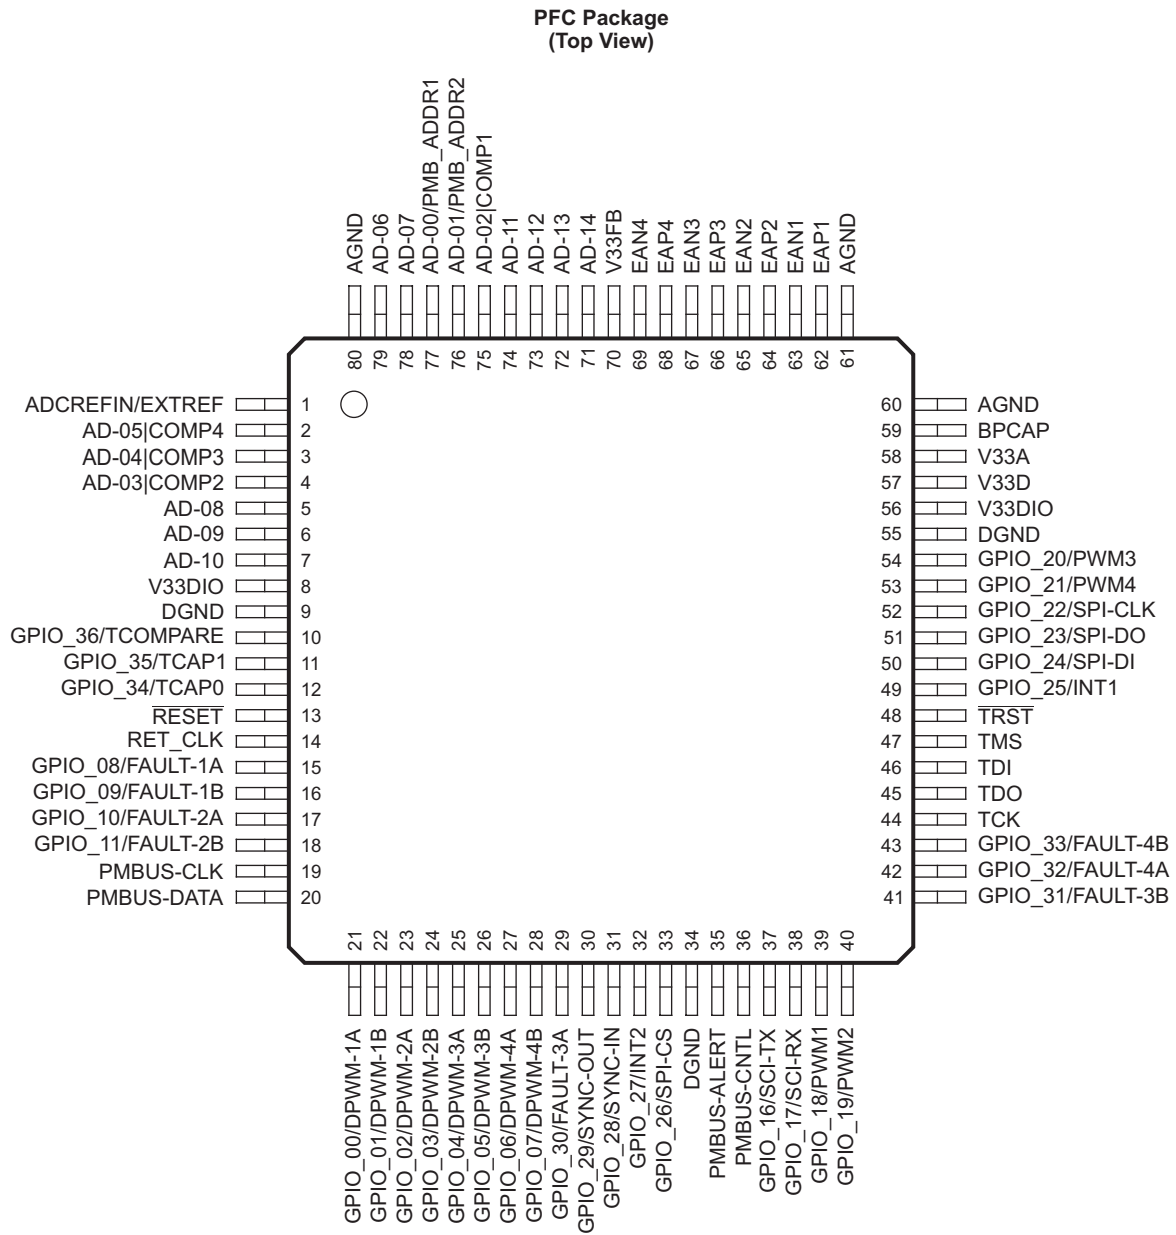 PFC Package
(Top View)
AGND
AD-06
AD-07
AD-00/PMB_ADDR1
AD-01/PMB_ADDR2
AD-02|COMP1
AD-11
AD-12
AD-13
AD-14
V33FB
EAN4
EAP4
EAN3
EAP3
EAN2
EAP2
EAN1
EAP1
AGND
80 79 78 77 76 75 74 73 72 71 70 69 68 67 66 65 64 63 62 61
ADCREFIN/EXTREF 1
AD-05|COMP4 2
AD-04|COMP3 3
AD-03|COMP2 4
AD-08 5
AD-09 6
AD-10 7
V33DIO 8
DGND 9
GPIO_36/TCOMPARE 10
GPIO_35/TCAP1 11
GPIO_34/TCAP0 12
RESET 13
RET_CLK 14
GPIO_08/FAULT-1A 15
GPIO_09/FAULT-1B 16
GPIO_10/FAULT-2A 17
GPIO_11/FAULT-2B 18
PMBUS-CLK 19
PMBUS-DATA 20
60 AGND
59 BPCAP
58 V33A
57 V33D
56 V33DIO
55 DGND
54 GPIO_20/PWM3
53 GPIO_21/PWM4
52 GPIO_22/SPI-CLK
51 GPIO_23/SPI-DO
50 GPIO_24/SPI-DI
49 GPIO_25/INT1
48 TRST
47 TMS
46 TDI
45 TDO
44 TCK
43 GPIO_33/FAULT-4B
42 GPIO_32/FAULT-4A
41 GPIO_31/FAULT-3B
21 22 23 24 25 26 27 28 29 30 31 32 33 34 35 36 37 38 39 40
GPIO_00/DPWM-1A
GPIO_01/DPWM-1B
GPIO_02/DPWM-2A
GPIO_03/DPWM-2B
GPIO_04/DPWM-3A
GPIO_05/DPWM-3B
GPIO_06/DPWM-4A
GPIO_07/DPWM-4B
GPIO_30/FAULT-3A
GPIO_29/SYNC-OUT
GPIO_28/SYNC-IN
GPIO_27/INT2
GPIO_26/SPI-CS
DGND
PMBUS-ALERT
PMBUS-CNTL
GPIO_16/SCI-TX
GPIO_17/SCI-RX
GPIO_18/PWM1
GPIO_19/PWM2